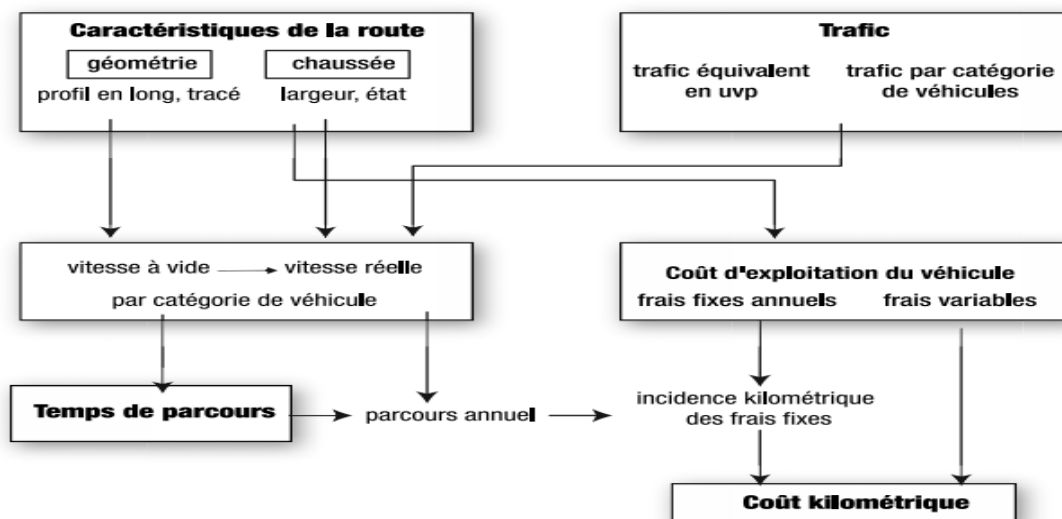 Caractéristiques de la route
géométrie
chaussée
profil en long, tracé
largeur, état
Trafic
trafic équivalent
en uvp
trafic par catégorie
de véhicules
vitesse à vide
vitesse réelle
par catégorie de véhicule
Coût d'exploitation du véhicule
frais fixes annuels
frais variables
Temps de parcours
parcours annuel
incidence kilométrique
des frais fixes
Coût kilométrique